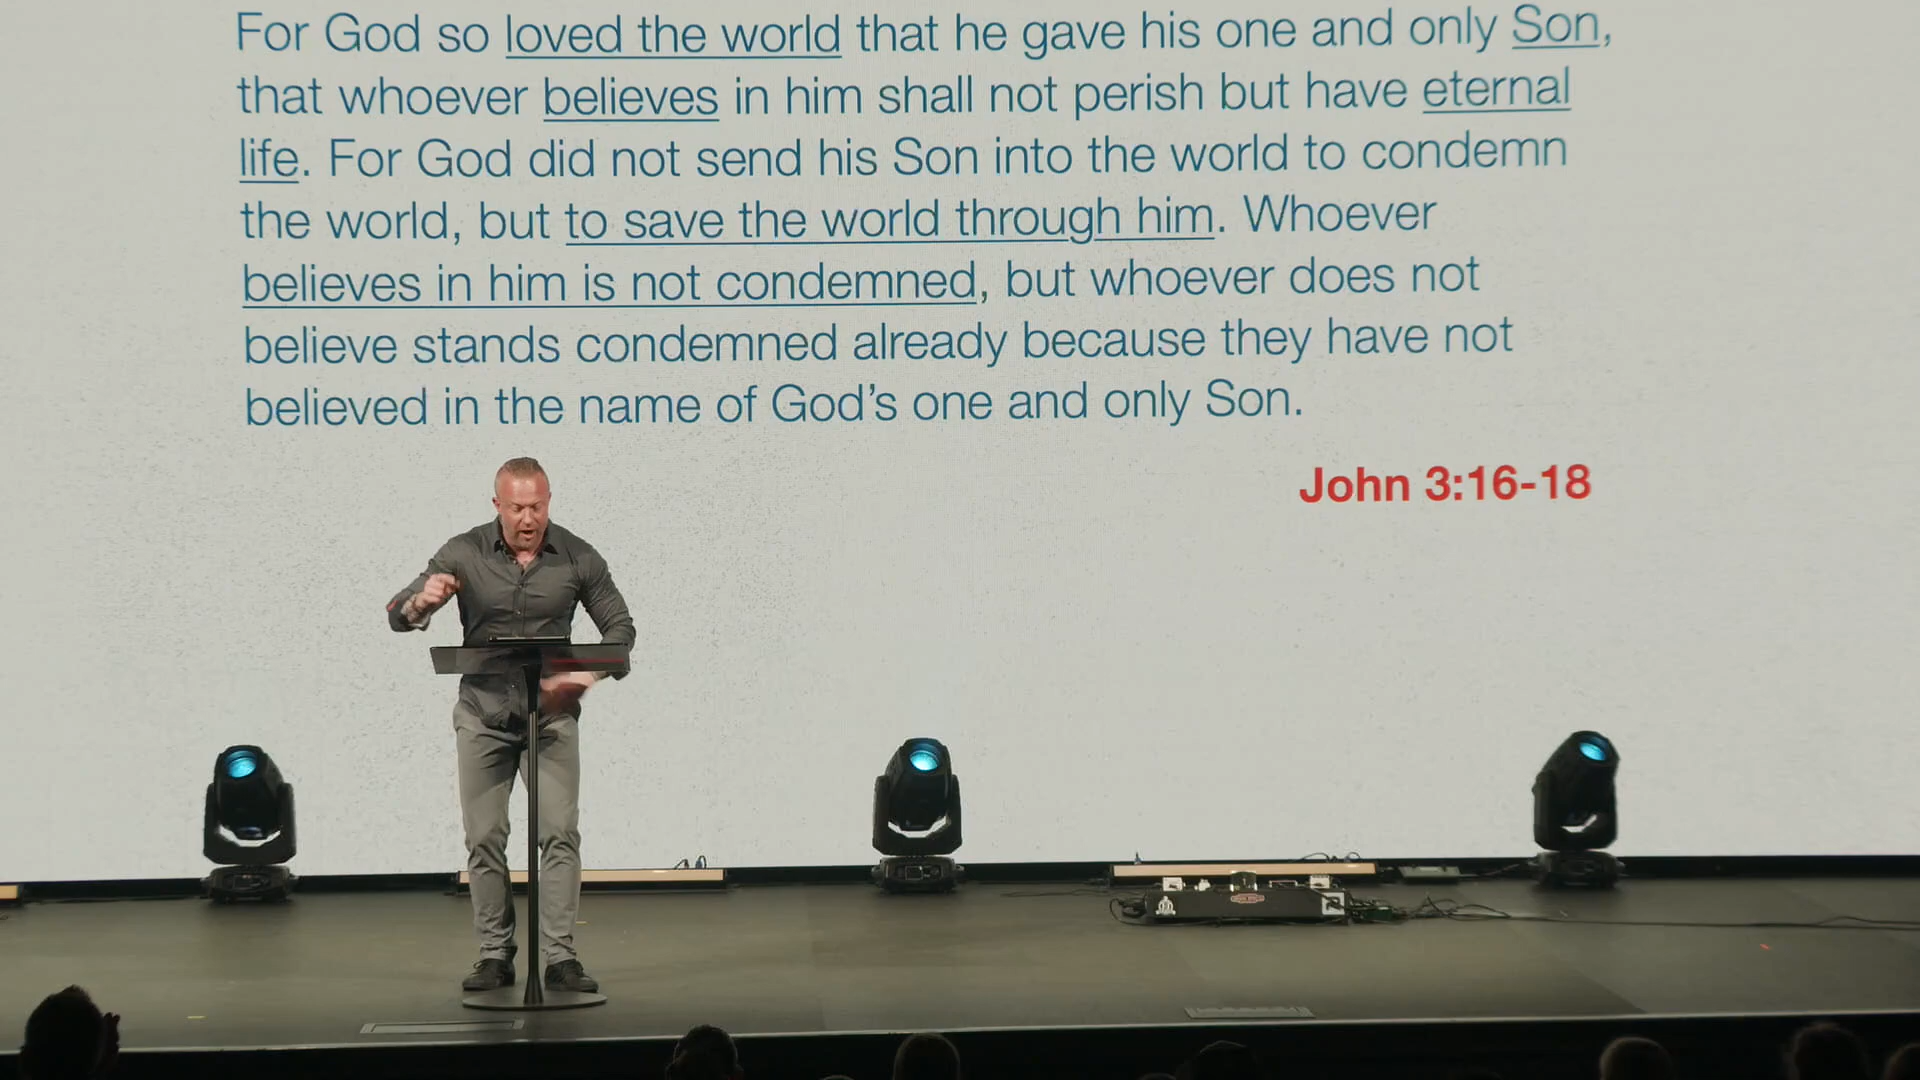 For God so loved the world that he gave his one and only Son,
that whoever believes in him shall not perish but have eternal
life. For God did not send his Son into the world to condemn
the world, but to save the world through him. Whoever
believes in him is not condemned, but whoever does not
believe stands condemned already because they have not
believed in the name of God’s one and only Son.
John 3:16-18